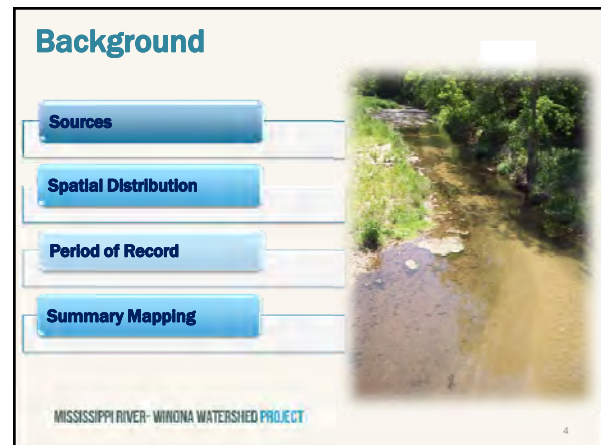 Background
Sources
Spatial Distribution
Period of Record
Summary Mapping
MISSISSIPPI RIVER- WINONA WATERSHED PROJECT
4